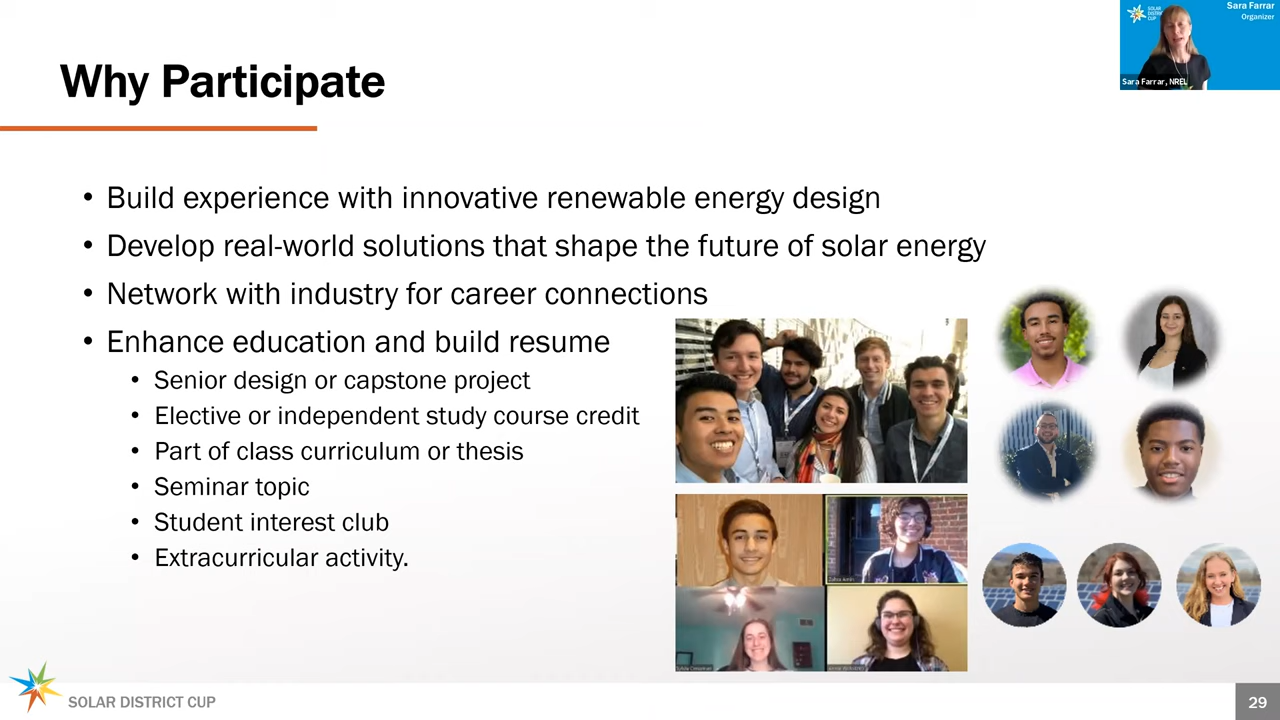 Why Participate
SOLAR
DISTRICT
CUP
Sara Farrar
Organizer
Sara Farrar, NREL
• Build experience with innovative renewable energy design
• Develop real-world solutions that shape the future of solar energy
• Network with industry for career connections
• Enhance education and build resume
• Senior design or capstone project
• Elective or independent study course credit
• Part of class curriculum or thesis
• Seminar topic
• Student interest club
• Extracurricular activity.
SOLAR DISTRICT CUP
29